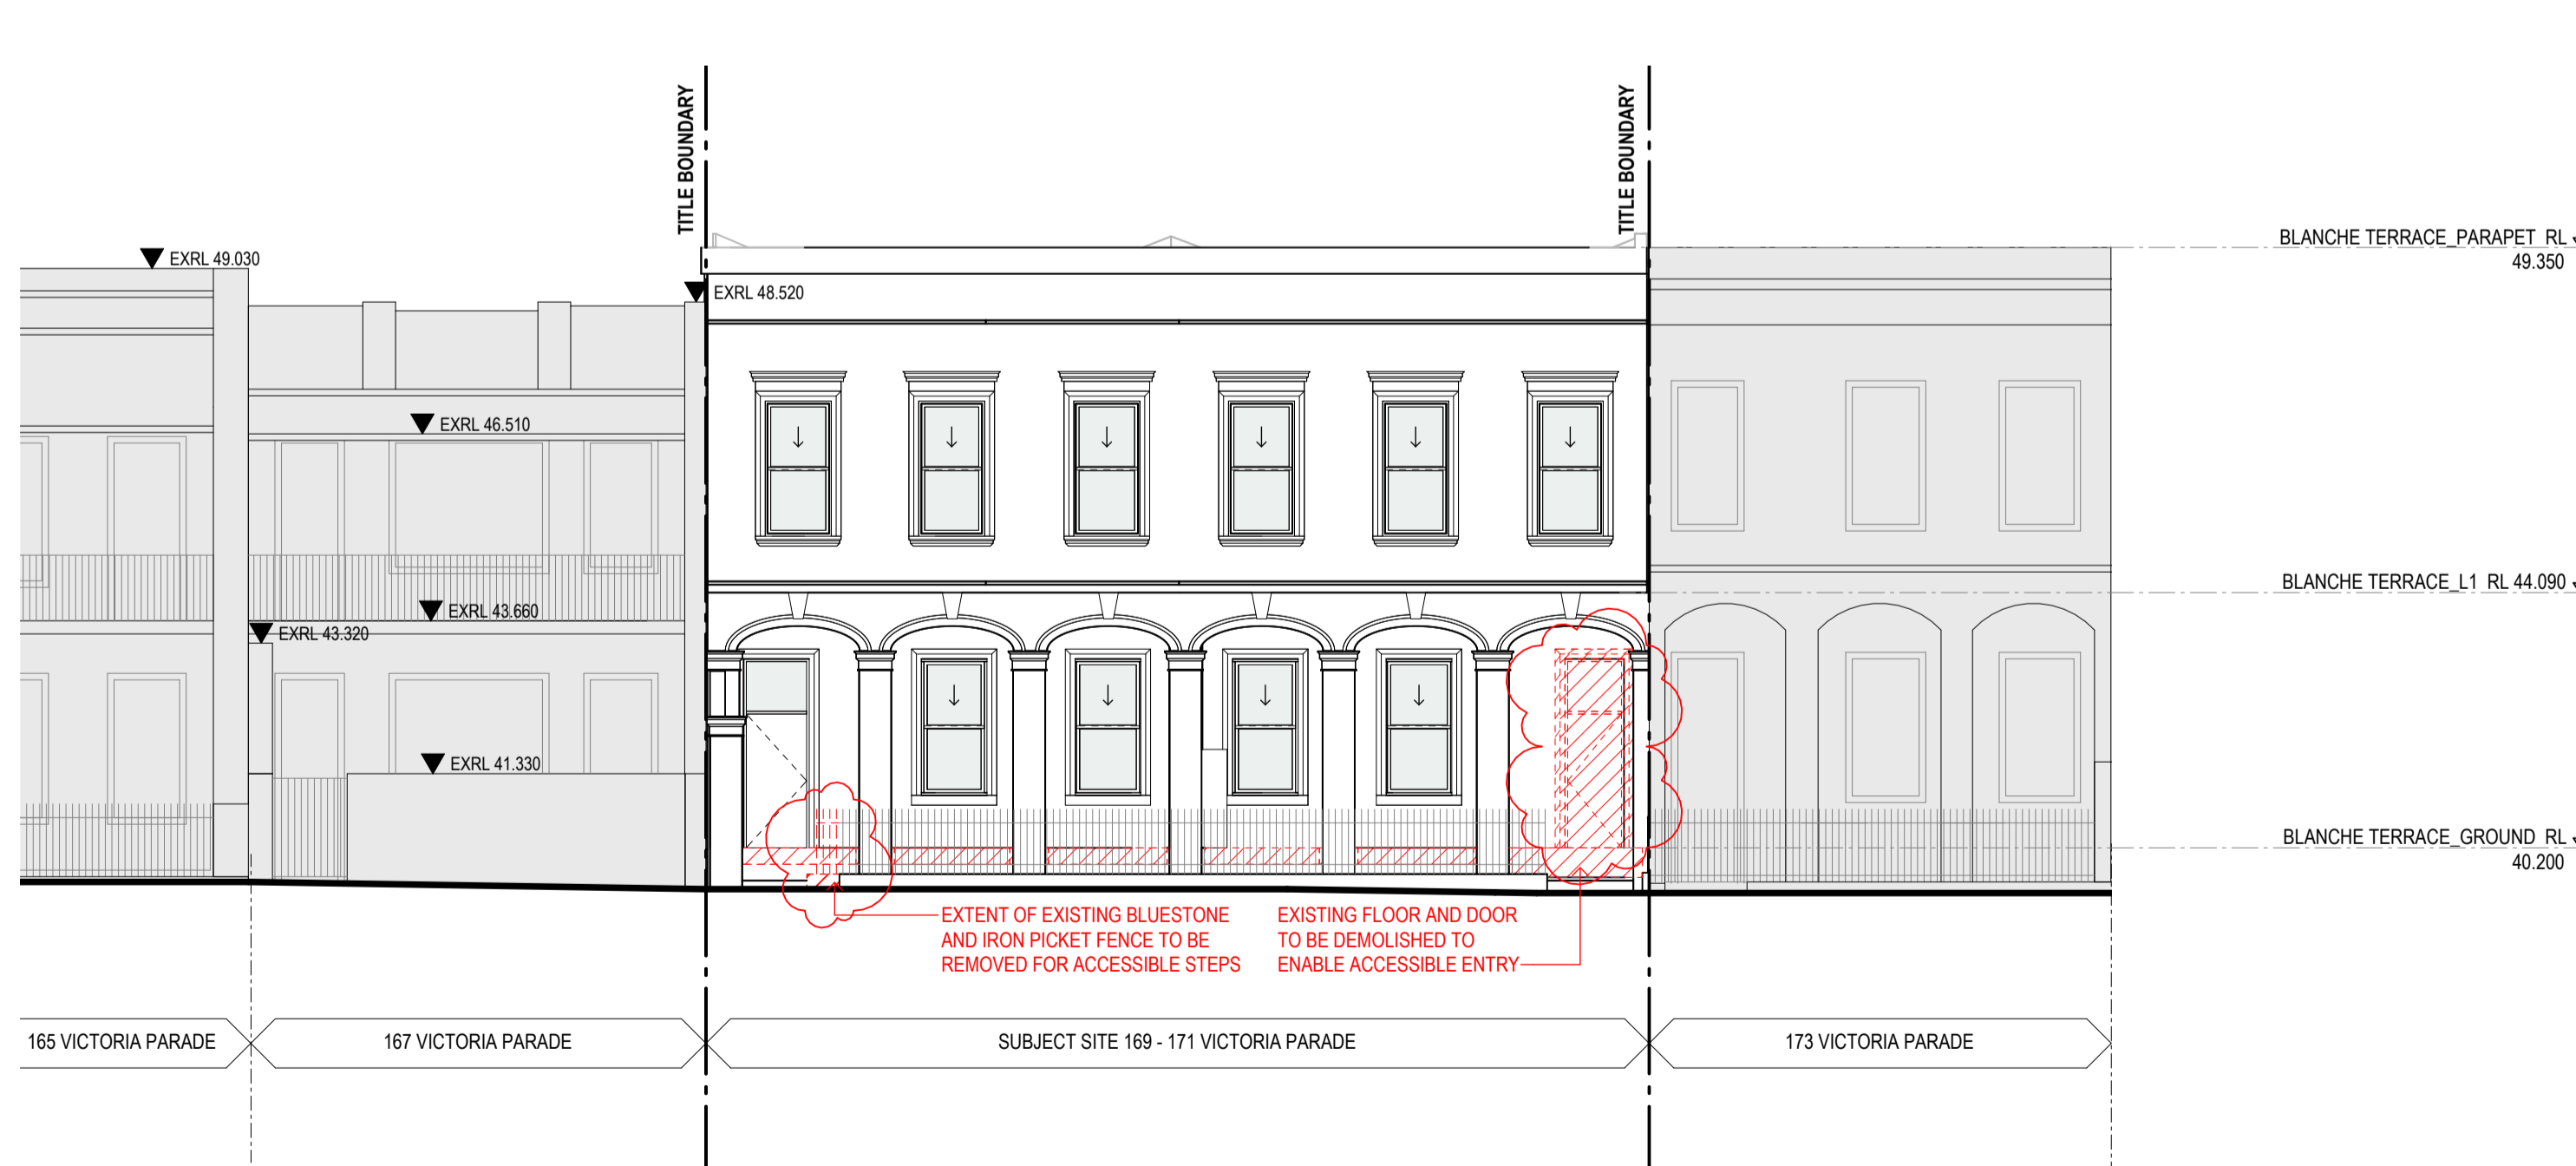 TITLE BOUNDARY
TITLE BOUNDARY
BLANCHE TERRACE_PARAPET RL
49.350
EXRL 49.030
EXRL 48.520
EXRL 46.510
BLANCHE TERRACE_L1 RL 44.090
EXRL 43.660
EXRL 43.320
EXRL 41.330
BLANCHE TERRACE_GROUND RL
40.200
EXTENT OF EXISTING BLUESTONE
AND IRON PICKET FENCE TO BE
REMOVED FOR ACCESSIBLE STEPS
EXISTING FLOOR AND DOOR
TO BE DEMOLISHED TO
ENABLE ACCESSIBLE ENTRY
165 VICTORIA PARADE
167 VICTORIA PARADE
SUBJECT SITE 169 - 171 VICTORIA PARADE
173 VICTORIA PARADE